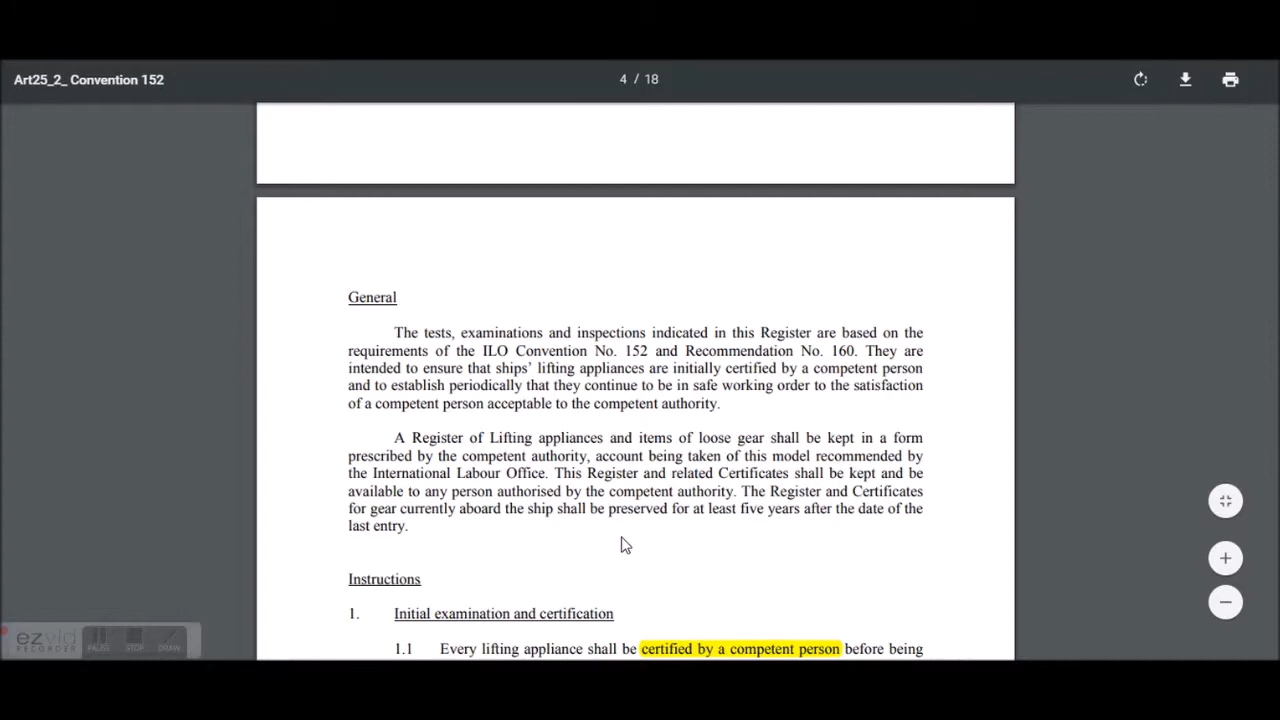 Art25_2_ Convention 152
4 / 18
General
The tests, examinations and inspections indicated in this Register are based on the
requirements of the ILO Convention No. 152 and Recommendation No. 160. They are
intended to ensure that ships' lifting appliances are initially certified by a competent person
and to establish periodically that they continue to be in safe working order to the satisfaction
of a competent person acceptable to the competent authority.
A Register of Lifting appliances and items of loose gear shall be kept in a form
prescribed by the competent authority, account being taken of this model recommended by
the International Labour Office. This Register and related Certificates shall be kept and be
available to any person authorised by the competent authority. The Register and Certificates
for gear currently aboard the ship shall be preserved for at least five years after the date of the
last entry.
Instructions
1. Initial examination and certification
1.1 Every lifting appliance shall be certified by a competent person before being
ezvid
RECORDER
PAUSE STOP DRAW